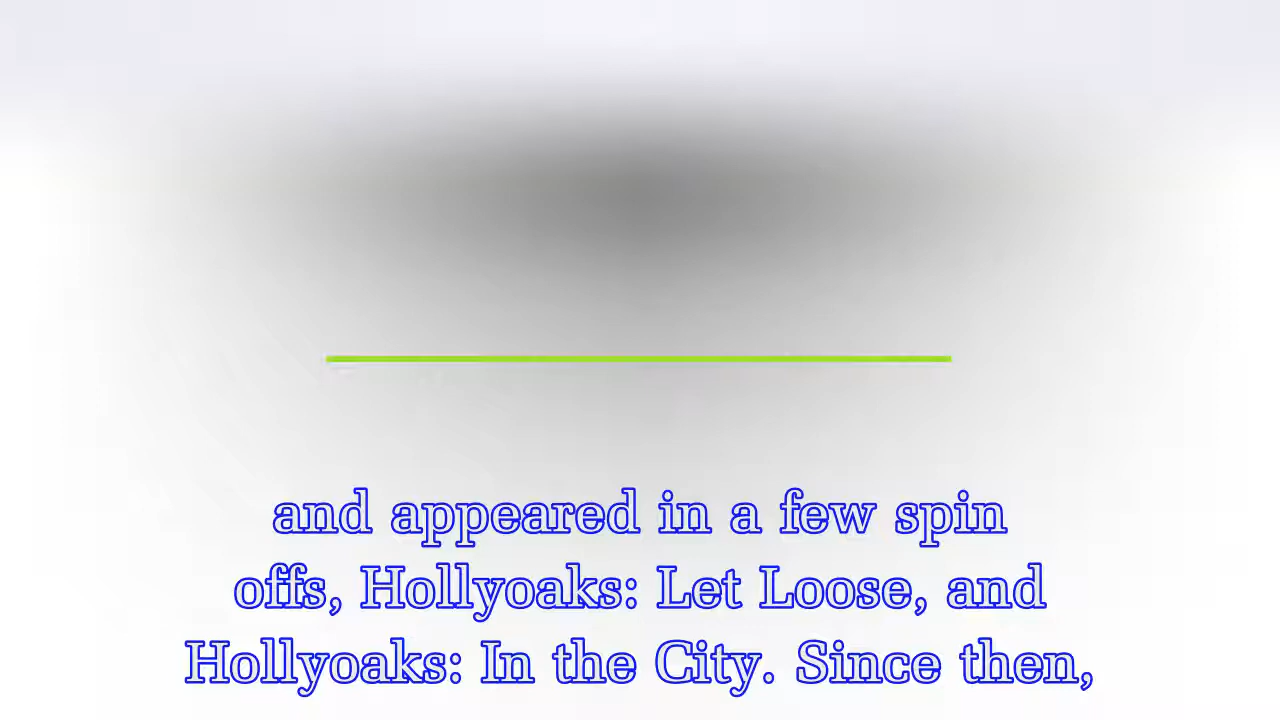 and appeared in a few spin
offs, Hollyoaks: Let Loose, and
Hollyoaks: In the City. Since then,